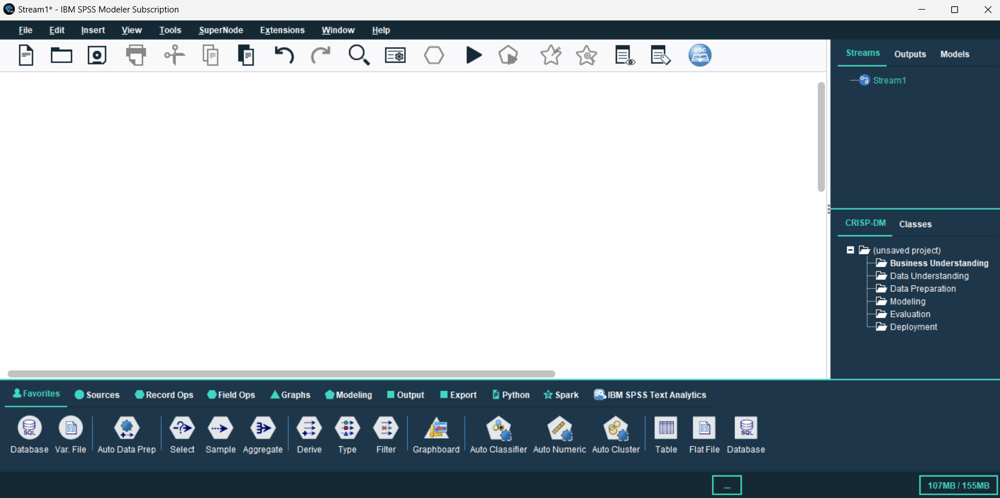 Stream1* - IBM SPSS Modeler Subscription
File Edit Insert View Tools SuperNode Extensions Window Help
abc
Streams Outputs Models
Stream1
CRISP-DM Classes
(unsaved project)
Business Understanding
Data Understanding
Data Preparation
Modeling
Evaluation
Deployment
Favorites Sources Record Ops Field Ops Graphs Modeling Output Export Python Spark IBM SPSS Text Analytics
SQL SQL
Database Var. File Auto Data Prep Select Sample Aggregate Derive Type Filter Graphboard Auto Classifier Auto Numeric Auto Cluster Table Flat File Database
... 107MB / 155MB